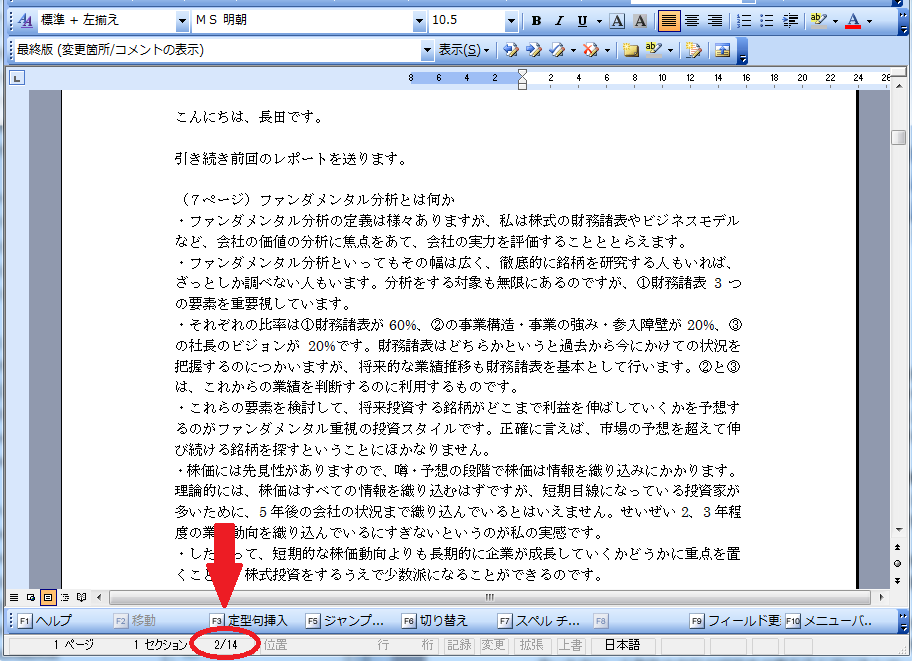 標準 + 左揃え MS 明朝 10.5 B I U A A ab A
最終版 (変更箇所/コメントの表示) 表示(S) ab
L 8 6 4 2 2 4 6 8 10 12 14 16 18 20 22 24 26
こんにちは、長田です。
引き続き前回のレポートを送ります。
（７ページ）ファンダメンタル分析とは何か
・ファンダメンタル分析の定義は様々ありますが、私は株式の財務諸表やビジネスモデル
など、会社の価値の分析に焦点をあて、会社の実力を評価することととらえます。
・ファンダメンタル分析といってもその幅は広く、徹底的に銘柄を研究する人もいれば、
ざっとしか調べない人もいます。分析をする対象も無限にあるのですが、①財務諸表 3 つ
の要素を重要視しています。
・それぞれの比率は①財務諸表が 60%、②の事業構造・事業の強み・参入障壁が 20%、③
の社長のビジョンが 20%です。財務諸表はどちらかというと過去から今にかけての状況を
把握するのにつかいますが、将来的な業績推移も財務諸表を基本として行います。②と③
は、これからの業績を判断するのに利用するものです。
・これらの要素を検討して、将来投資する銘柄がどこまで利益を伸ばしていくかを予想す
るのがファンダメンタル重視の投資スタイルです。正確に言えば、市場の予想を超えて伸
び続ける銘柄を探すということにほかなりません。
・株価には先見性がありますので、噂・予想の段階で株価は情報を織り込みにかかります。
理論的には、株価はすべての情報を織り込むはずですが、短期目線になっている投資家が
多いために、5 年後の会社の状況まで織り込んでいるとはいえません。せいぜい 2、3 年程
度の業 動向を織り込んでいるにすぎないというのが私の実感です。
・した って、短期的な株価動向よりも長期的に企業が成長していくかどうかに重点を置
くこと 株式投資をするうえで少数派になることができるのです。
F1 ヘルプ F2 移動 F3 定型句挿入 F5 ジャンプ... F6 切り替え F7 スペル チ... F8 F9 フィールド更 F10 メニューバ...
1 ページ 1 セクション 2/14 位置 行 桁 記録 変更 拡張 上書 日本語